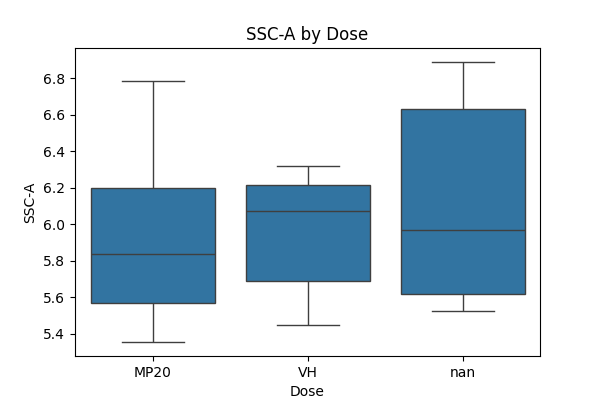 SSC-A by Dose
6.8
6.6
6.4
6.2
6.0
5.8
5.6
5.4
SSC-A
MP20
VH
nan
Dose